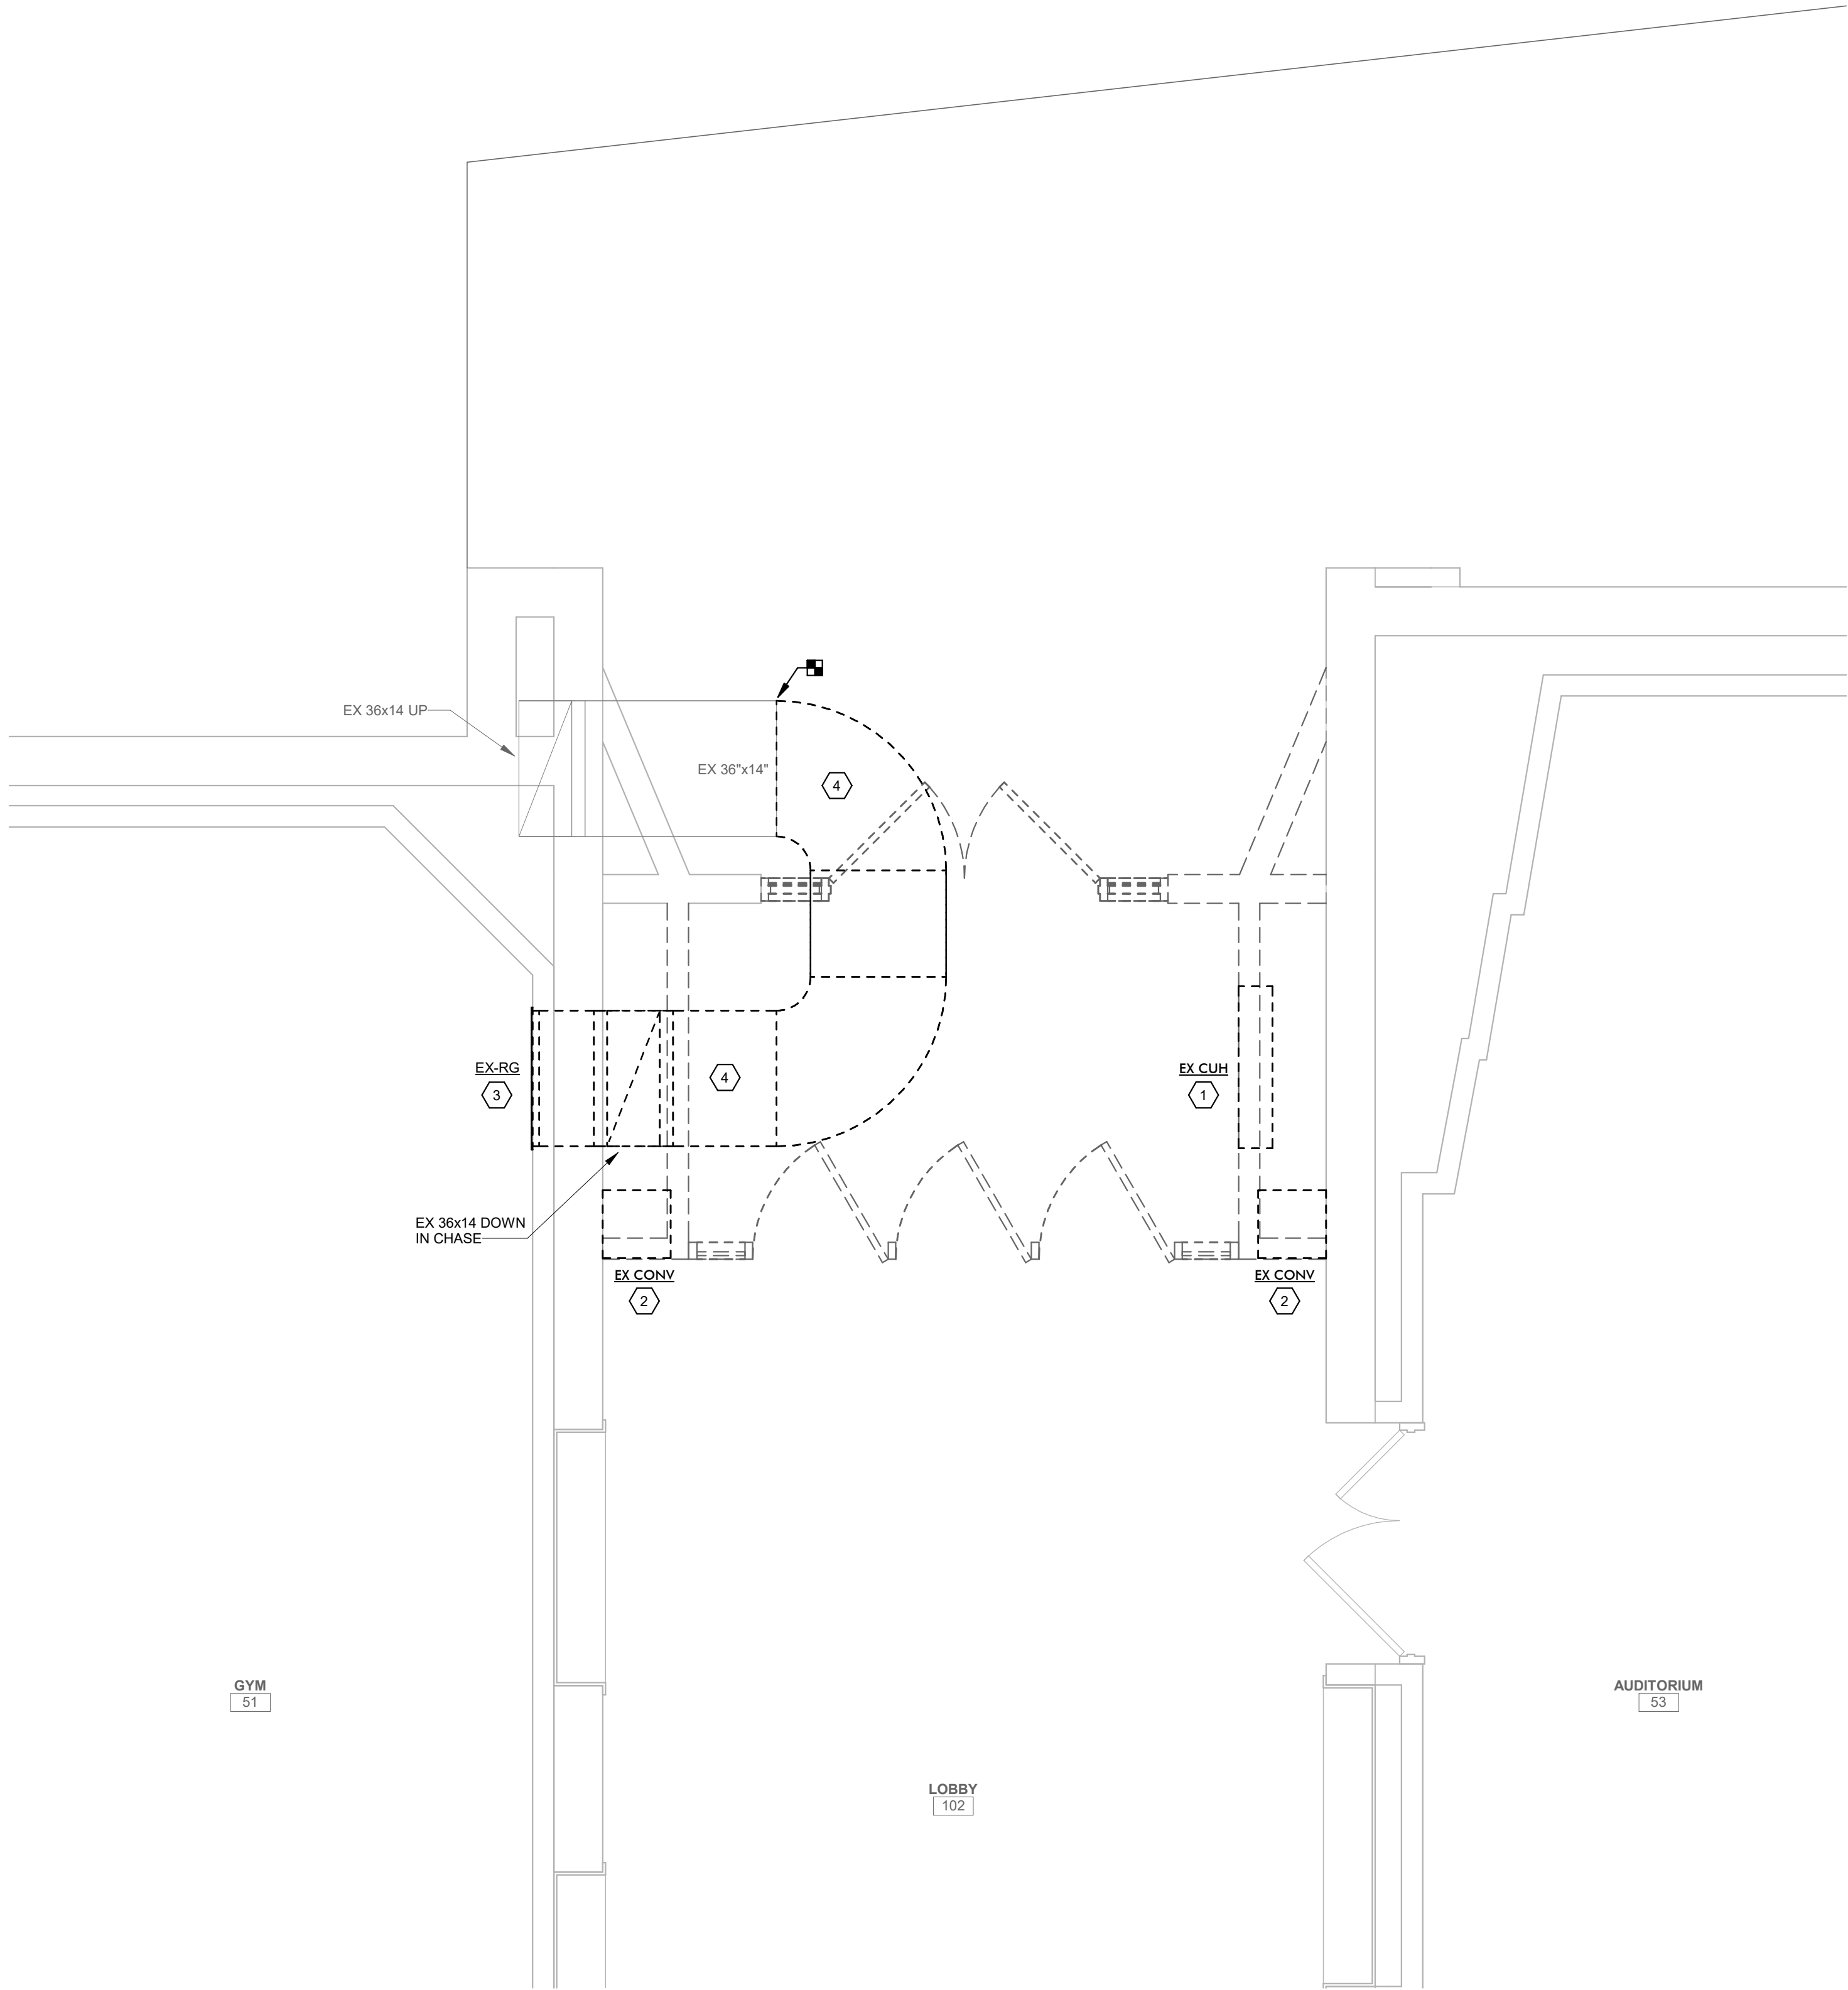 EX 36x14 UP
EX 36"x14"
4
EX-RG
3
4
EX CUH
1
EX 36x14 DOWN
IN CHASE
EX CONV
2
EX CONV
2
GYM
51
AUDITORIUM
53
LOBBY
102